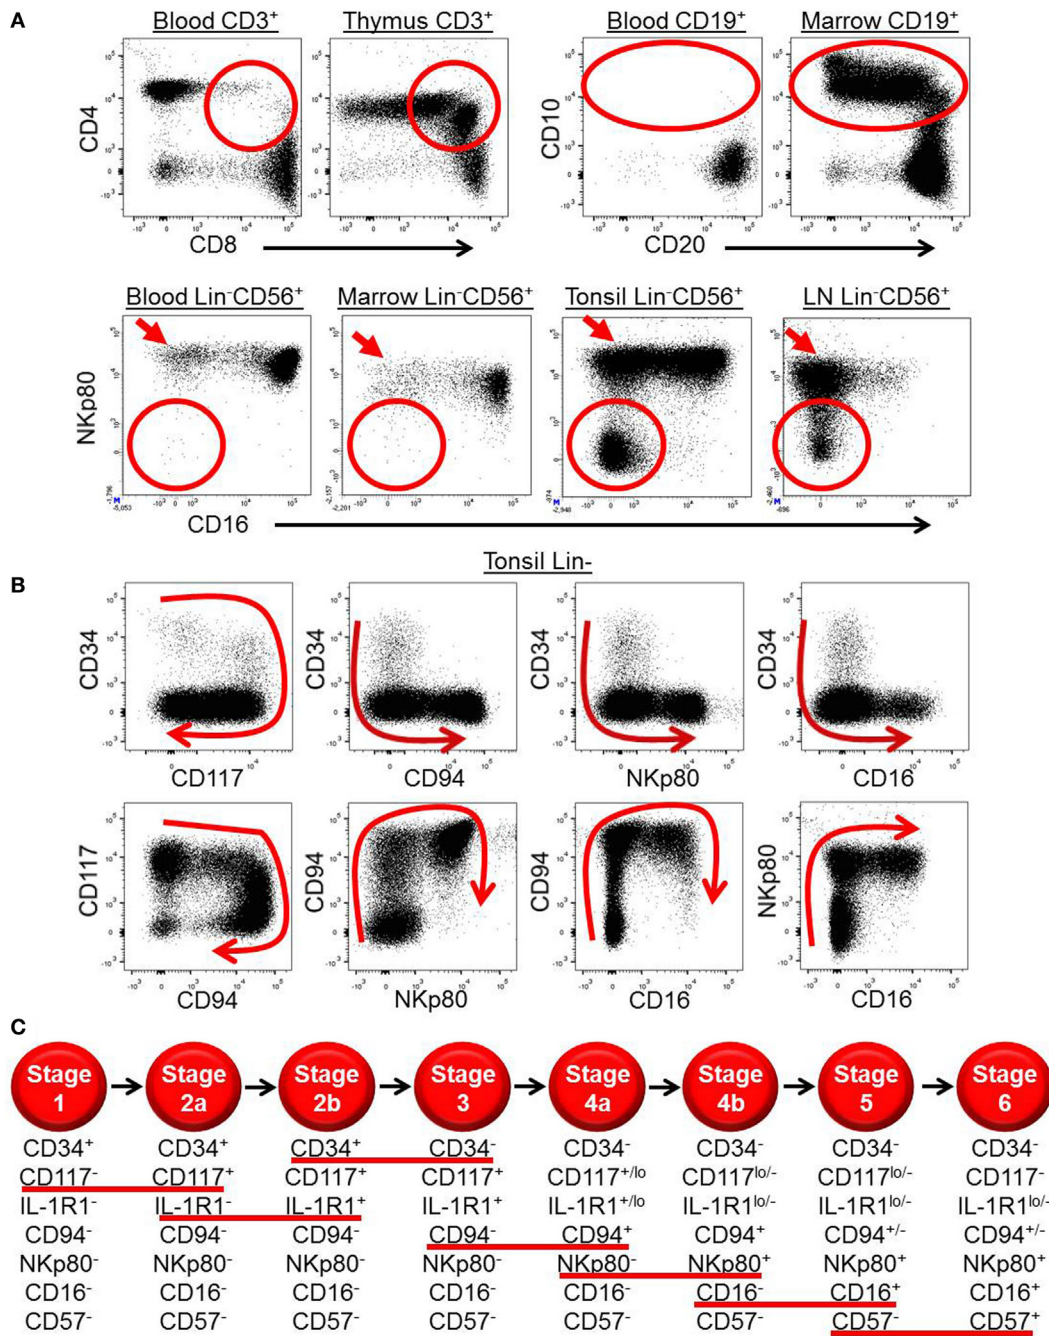 A
Blood CD3+
Thymus CD3+
Blood CD19+
Marrow CD19+
CD4
CD8
CD10
CD20
Blood Lin-CD56+
Marrow Lin-CD56+
Tonsil Lin-CD56+
LN Lin-CD56+
NKp80
CD16
B
Tonsil Lin-
CD34
CD117
CD34
CD94
CD34
NKp80
CD34
CD16
CD117
CD94
CD94
NKp80
CD94
CD16
NKp80
CD16
C
Stage 1
Stage 2a
Stage 2b
Stage 3
Stage 4a
Stage 4b
Stage 5
Stage 6
CD34+ CD34+ CD34+ CD34- CD34- CD34- CD34- CD34-
CD117- CD117+ CD117+ CD117+ CD117+/lo CD117lo/- CD117lo/- CD117-
IL-1R1- IL-1R1- IL-1R1+ IL-1R1+ IL-1R1+/lo IL-1R1lo/- IL-1R1lo/- IL-1R1lo/-
CD94- CD94- CD94- CD94- CD94+ CD94+ CD94+/- CD94+/-
NKp80- NKp80- NKp80- NKp80- NKp80- NKp80+ NKp80+ NKp80+
CD16- CD16- CD16- CD16- CD16- CD16- CD16+ CD16+
CD57- CD57- CD57- CD57- CD57- CD57- CD57- CD57+